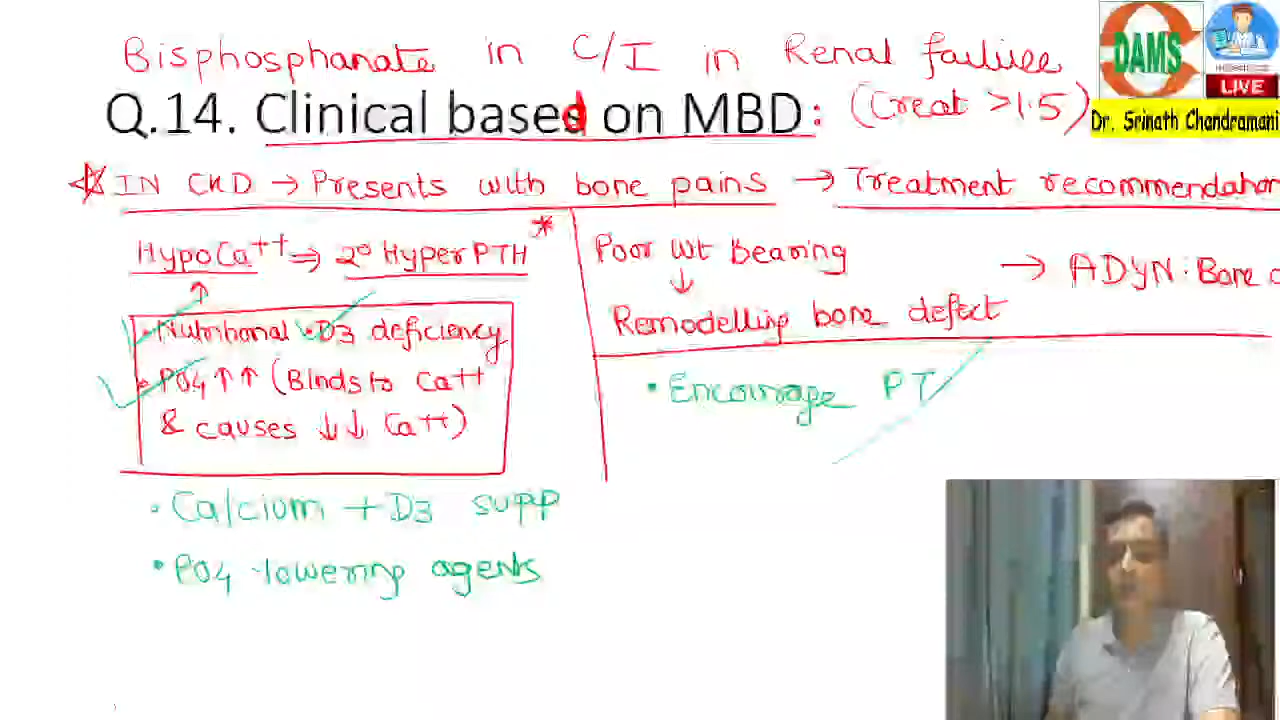 Bisphosphanate in C/I in Renal failure
Q.14. Clinical based on MBD: (Creat >1.5)
DAMS
LIVE
Dr. Srinath Chandramani
IN CKD → Presents with bone pains → Treatment recommendation
HypoCa++ ⇒ 2° HyperPTH *
↑
• Nutritional • D3 deficiency
• PO4 ↑↑ (Binds to Ca++
& causes ↓↓ Ca++)
• Calcium + D3 supp
• PO4 lowering agents
Poor wt bearing
↓
Remodelling bone defect
→ ADYN. Bone
• Encourage PT